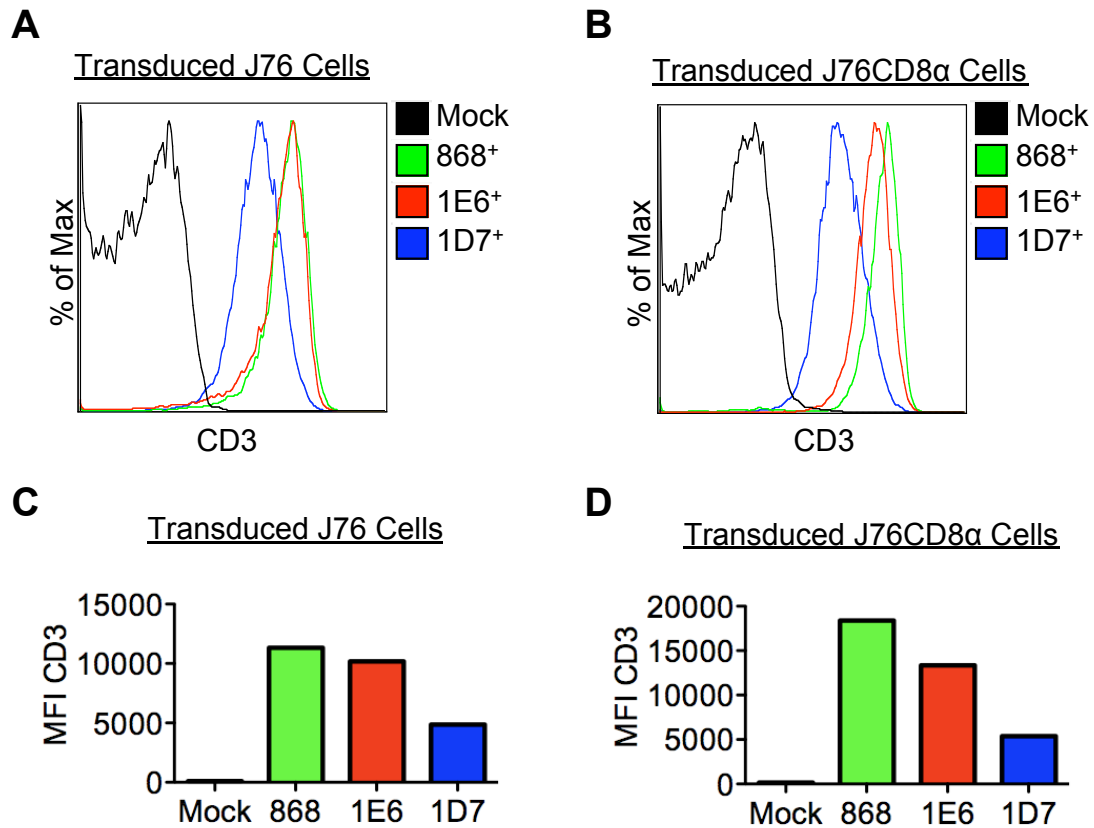 A
Transduced J76 Cells
% of Max
CD3
Mock
868⁺
1E6⁺
1D7⁺
B
Transduced J76CD8α Cells
% of Max
CD3
Mock
868⁺
1E6⁺
1D7⁺
C
Transduced J76 Cells
MFI CD3
15000
10000
5000
0
Mock 868 1E6 1D7
D
Transduced J76CD8α Cells
MFI CD3
20000
15000
10000
5000
0
Mock 868 1E6 1D7